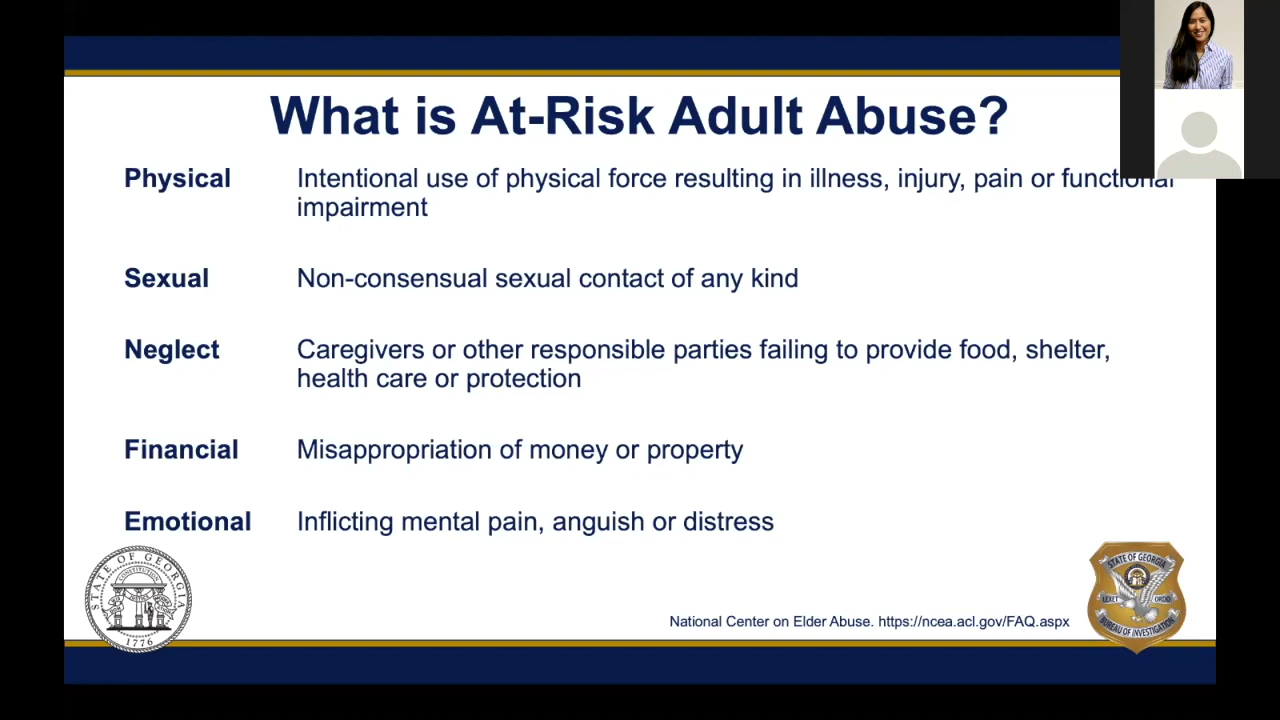 What is At-Risk Adult Abuse?
Physical Intentional use of physical force resulting in illness, injury, pain or functional
impairment
Sexual Non-consensual sexual contact of any kind
Neglect Caregivers or other responsible parties failing to provide food, shelter,
health care or protection
Financial Misappropriation of money or property
Emotional Inflicting mental pain, anguish or distress
STATE OF GEORGIA
CONSTITUTION
1776
National Center on Elder Abuse. https://ncea.acl.gov/FAQ.aspx
STATE OF GEORGIA
LEXET ORDO
BUREAU OF INVESTIGATION